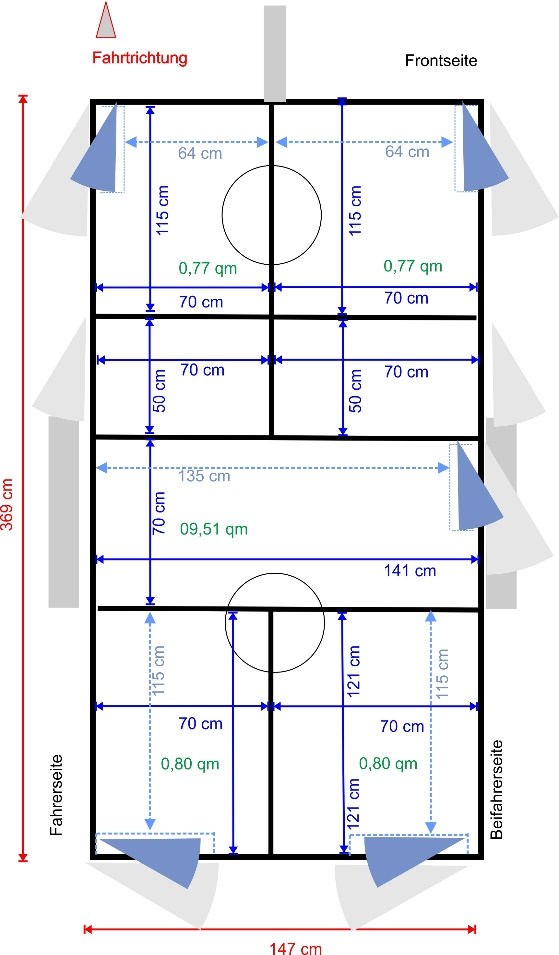 Fahrtrichtung
Frontseite
64 cm
64 cm
115 cm
115 cm
0,77 qm
0,77 qm
70 cm
70 cm
70 cm
70 cm
50 cm
50 cm
369 cm
135 cm
70 cm
09,51 qm
141 cm
115 cm
121 cm
115 cm
70 cm
70 cm
0,80 qm
0,80 qm
Fahrerseite
121 cm
Beifahrerseite
147 cm